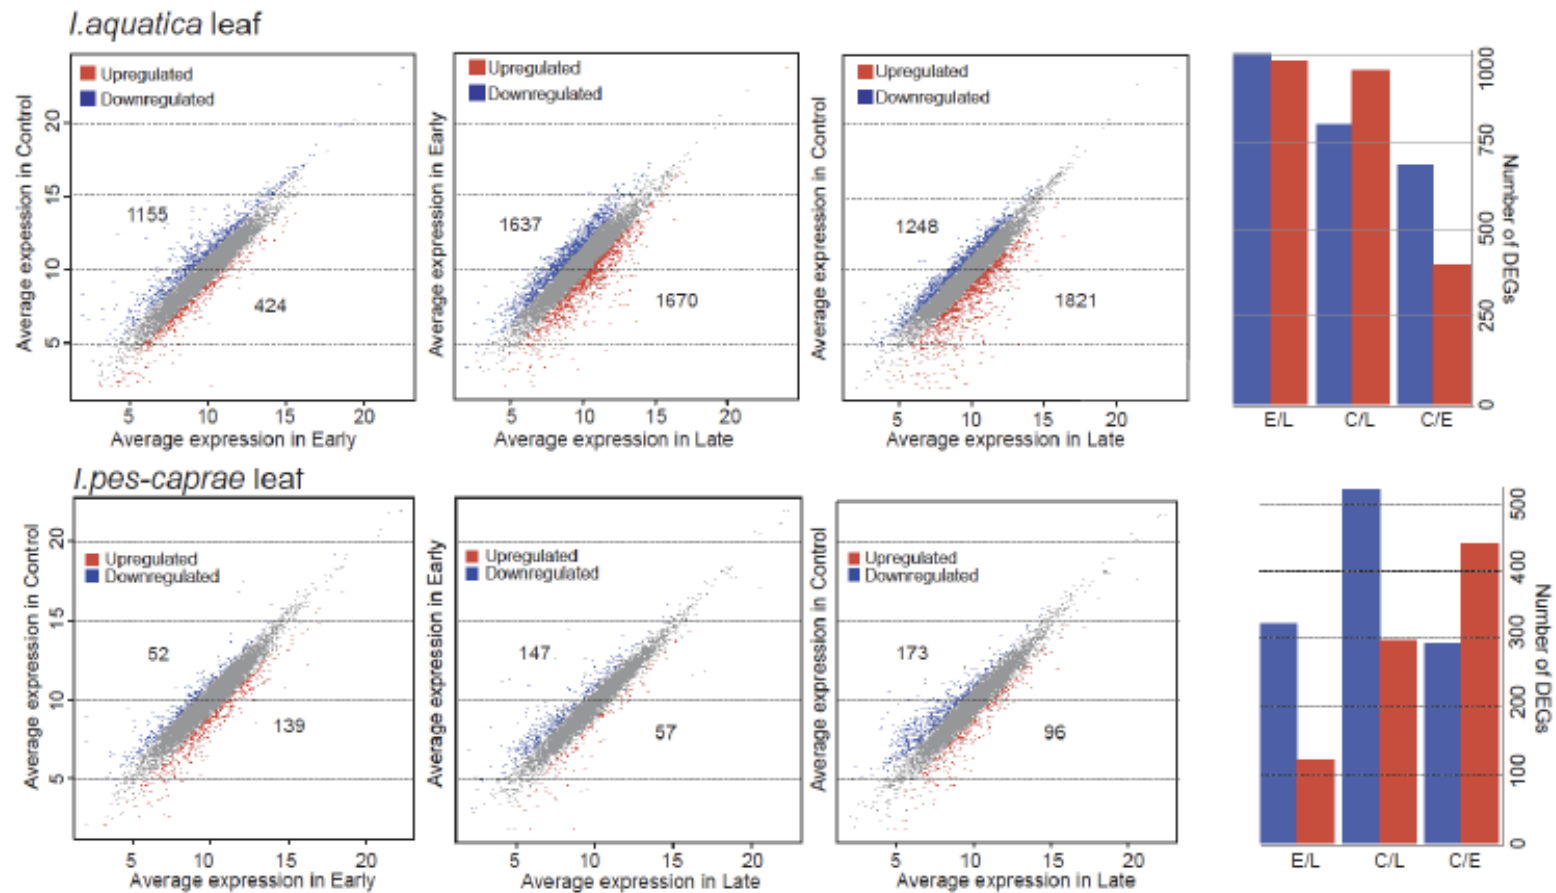 I.aquatica leaf
Average expession in Control
5
10
15
20
Upregulated
Downregulated
1155
424
5
10
15
20
Average expression in Early
Average expression in Early
Upregulated
Downregulated
1637
1670
5
10
15
20
Average expression in Late
Average expression in Control
Upregulated
Downregulated
1248
1821
5
10
15
20
Average expression in Late
E/L
C/L
C/E
0
250
500
750
1000
Number of DEGs
I.pes-caprae leaf
Average expression in Control
5
10
15
20
Upregulated
Downregulated
52
139
5
10
15
20
Average expression in Early
Average expression in Early
Upregulated
Downregulated
147
57
5
10
15
20
Average expression in Late
Average expression in Control
Upregulated
Downregulated
173
96
5
10
15
20
Average expression in Late
E/L
C/L
C/E
0
100
200
300
400
500
Number of DEGs